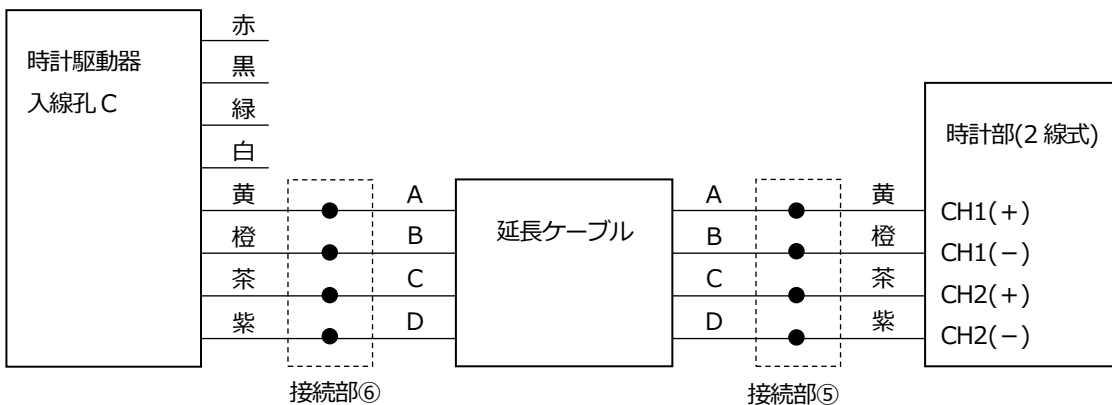 時計駆動器
入線孔C
赤
黒
緑
白
黄
橙
茶
紫
A
B
C
D
接続部⑥
延長ケーブル
A
B
C
D
接続部⑤
黄
橙
茶
紫
時計部(2線式)
CH1(+)
CH1(−)
CH2(+)
CH2(−)